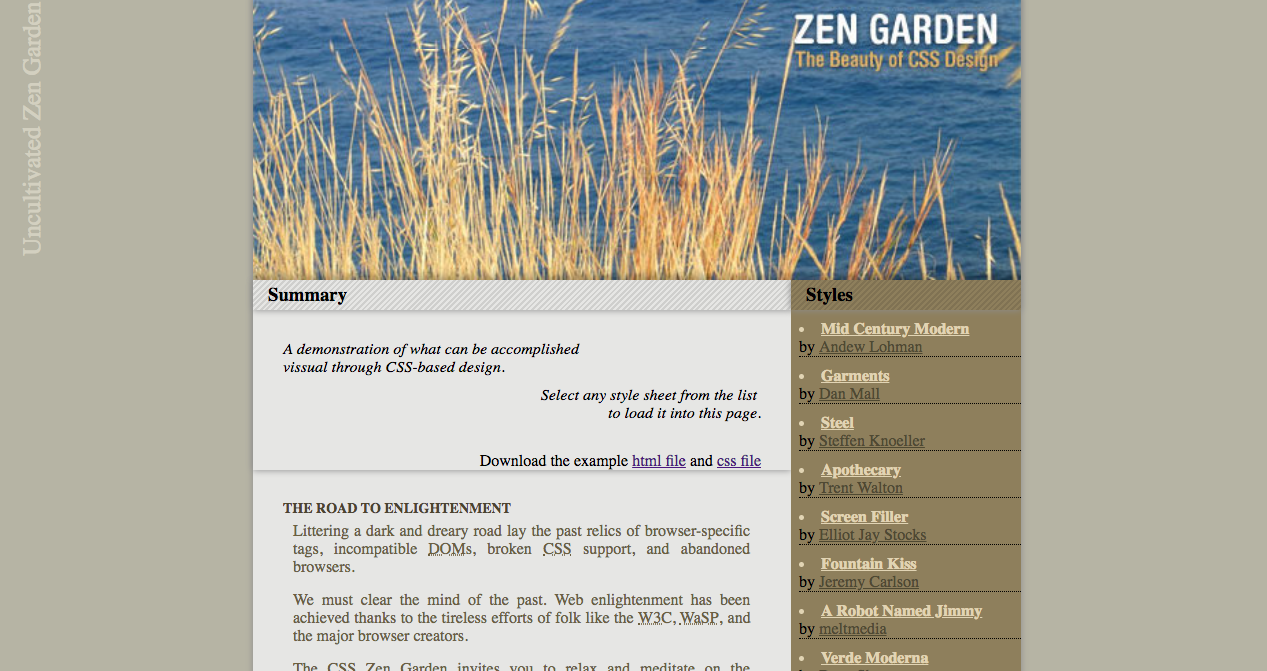 Uncultivated Zen Garden
ZEN GARDEN
The Beauty of CSS Design
Summary
A demonstration of what can be accomplished
vissual through CSS-based design.
Select any style sheet from the list
to load it into this page.
Download the example html file and css file
THE ROAD TO ENLIGHTENMENT
Littering a dark and dreary road lay the past relics of browser-specific
tags, incompatible DOMs, broken CSS support, and abandoned
browsers.
We must clear the mind of the past. Web enlightenment has been
achieved thanks to the tireless efforts of folk like the W3C, WaSP, and
the major browser creators.
The CSS Zen Garden invites you to relax and meditate on the
Styles
• Mid Century Modern
by Andew Lohman
• Garments
by Dan Mall
• Steel
by Steffen Knoeller
• Apothecary
by Trent Walton
• Screen Filler
by Elliot Jay Stocks
• Fountain Kiss
by Jeremy Carlson
• A Robot Named Jimmy
by meltmedia
• Verde Moderna